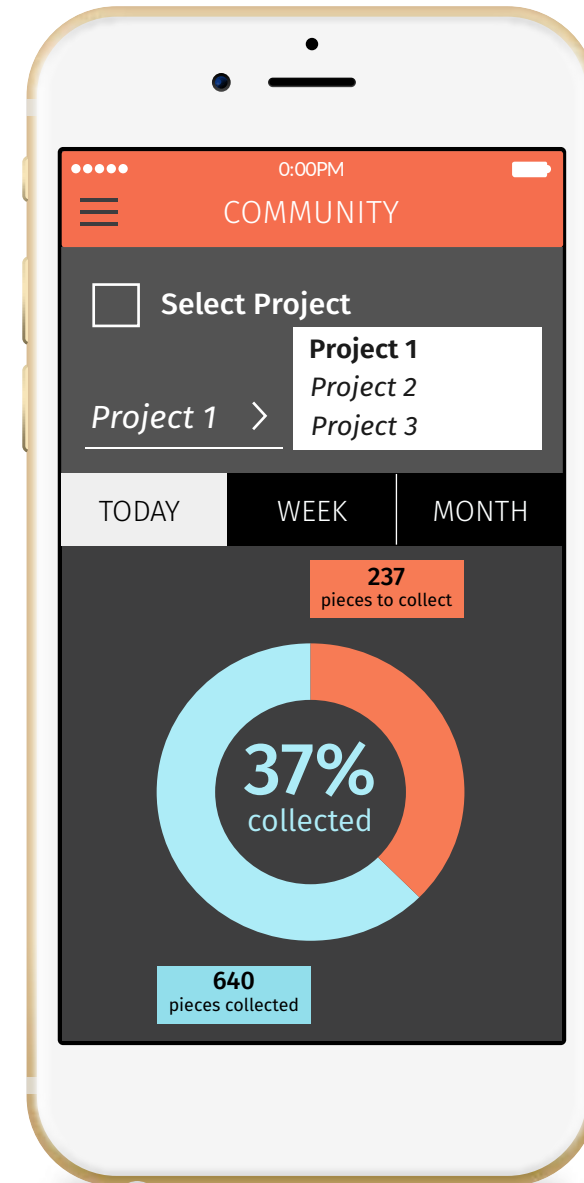 0:00PM
COMMUNITY
Select Project
Project 1
Project 2
Project 3
Project 1 >
TODAY WEEK MONTH
237
pieces to collect
37%
collected
640
pieces collected